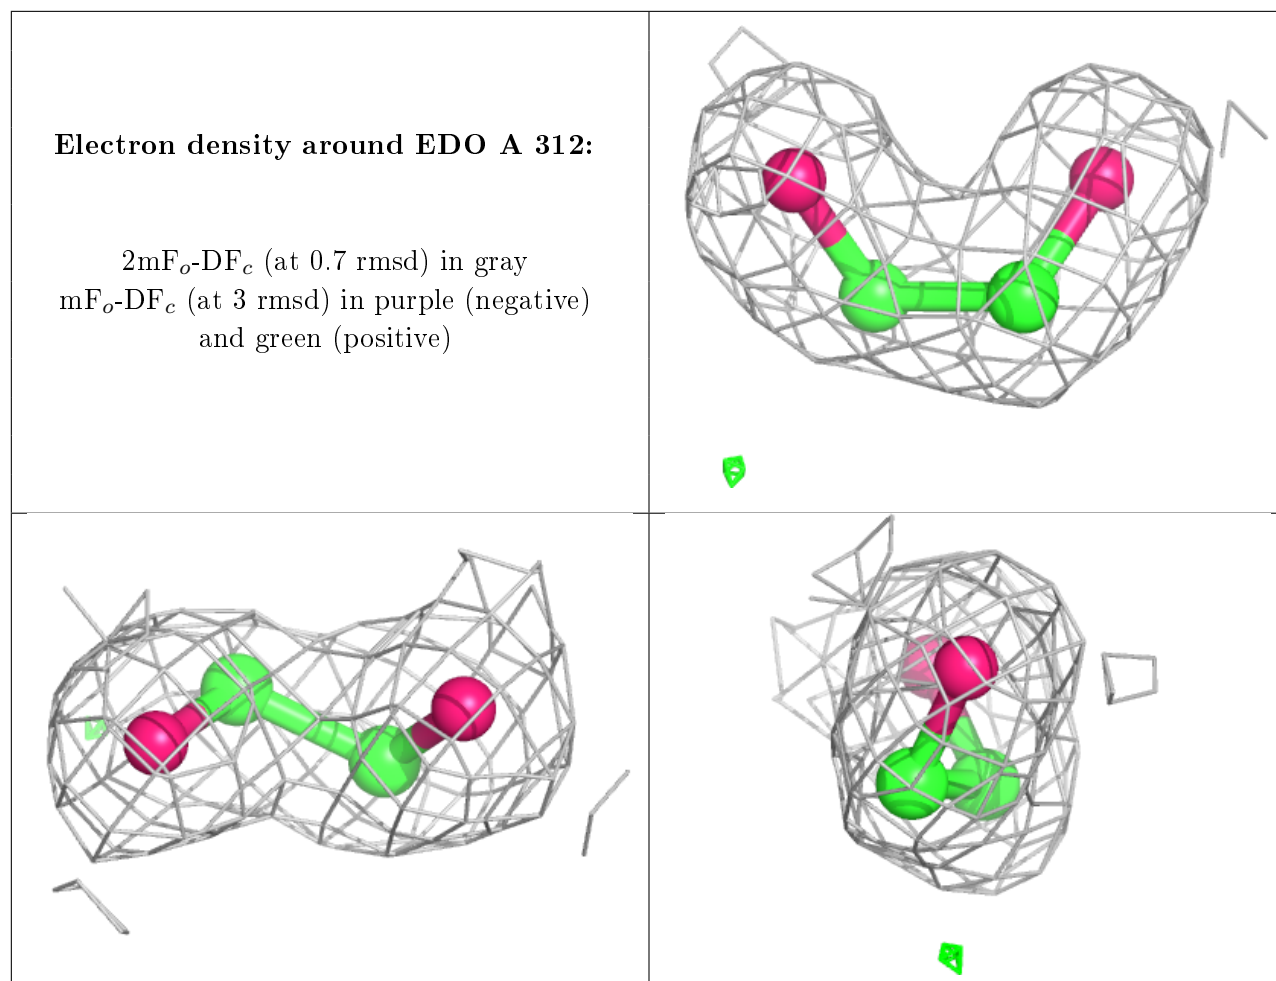 Electron density around EDO A 312:
2mFₒ-DF𝒸 (at 0.7 rmsd) in gray
mFₒ-DF𝒸 (at 3 rmsd) in purple (negative)
and green (positive)